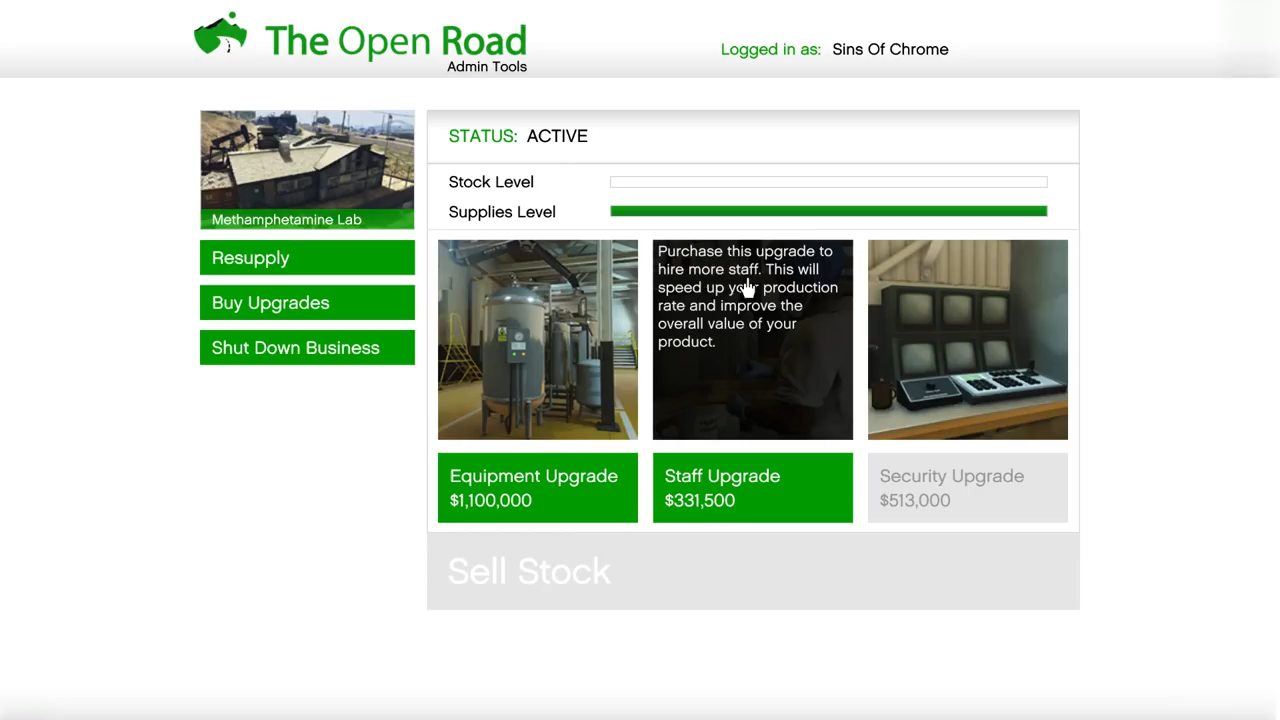 The Open Road
Admin Tools
Logged in as: Sins Of Chrome
Methamphetamine Lab
Resupply
Buy Upgrades
Shut Down Business
STATUS: ACTIVE
Stock Level
Supplies Level
Purchase this upgrade to
hire more staff. This will
speed up your production
rate and improve the
overall value of your
product.
Equipment Upgrade
$1,100,000
Staff Upgrade
$331,500
Security Upgrade
$513,000
Sell Stock